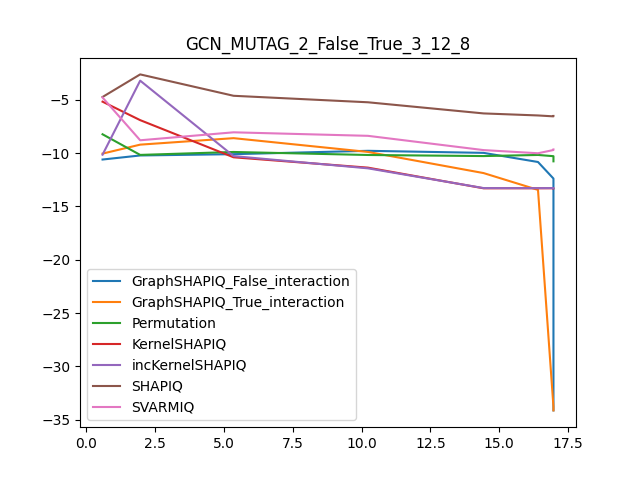 GCN_MUTAG_2_False_True_3_12_8
−5
−10
−15
−20
−25
−30
−35
GraphSHAPIQ_False_interaction
GraphSHAPIQ_True_interaction
Permutation
KernelSHAPIQ
incKernelSHAPIQ
SHAPIQ
SVARMIQ
0.0 2.5 5.0 7.5 10.0 12.5 15.0 17.5